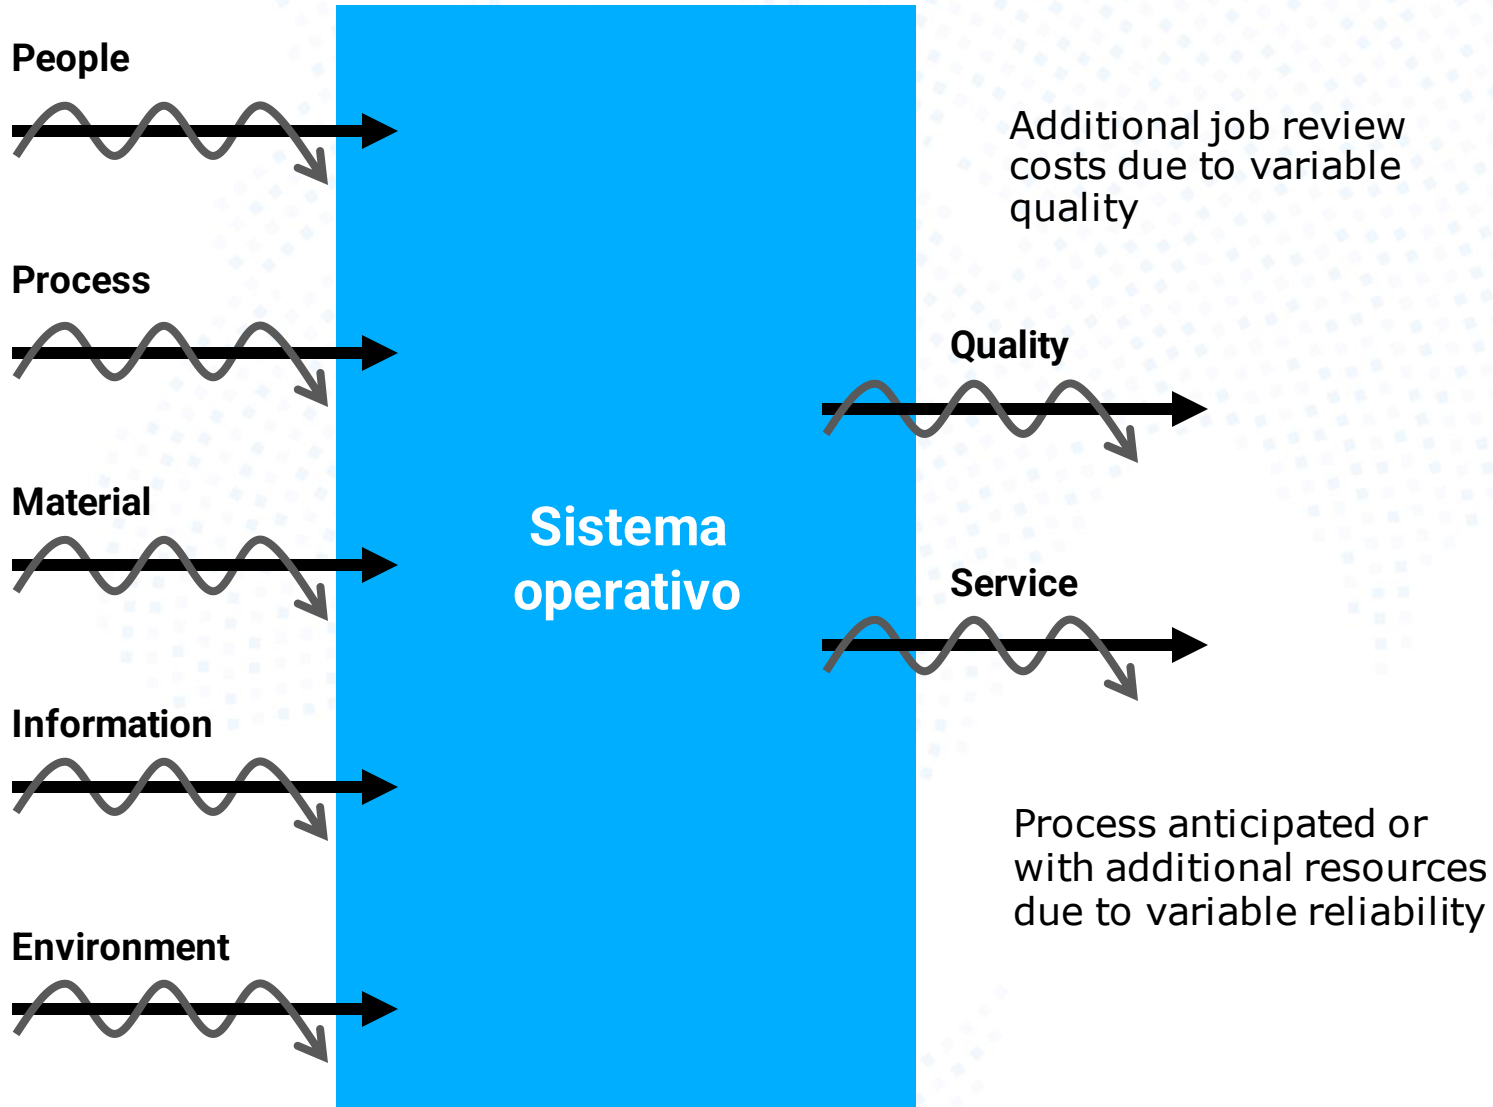 People
Process
Material
Information
Environment
Sistema
operativo
Additional job review
costs due to variable
quality
Quality
Service
Process anticipated or
with additional resources
due to variable reliability